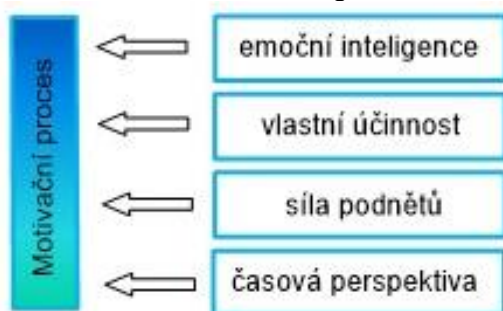 Motivační proces
emoční inteligence
vlastní účinnost
síla podnětů
časová perspektiva